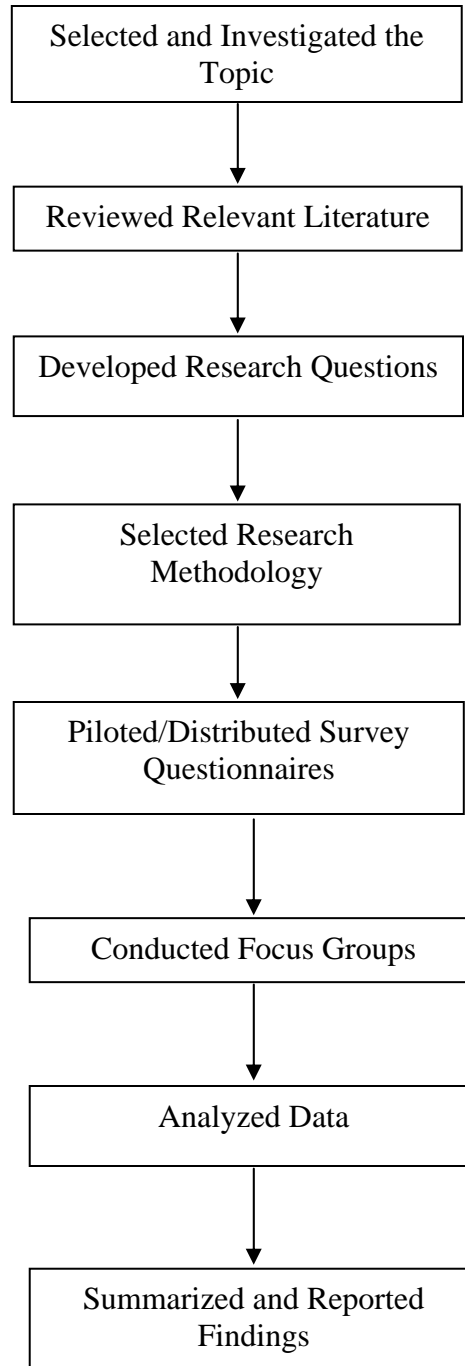 Selected and Investigated the
Topic
Reviewed Relevant Literature
Developed Research Questions
Selected Research
Methodology
Piloted/Distributed Survey
Questionnaires
Conducted Focus Groups
Analyzed Data
Summarized and Reported
Findings